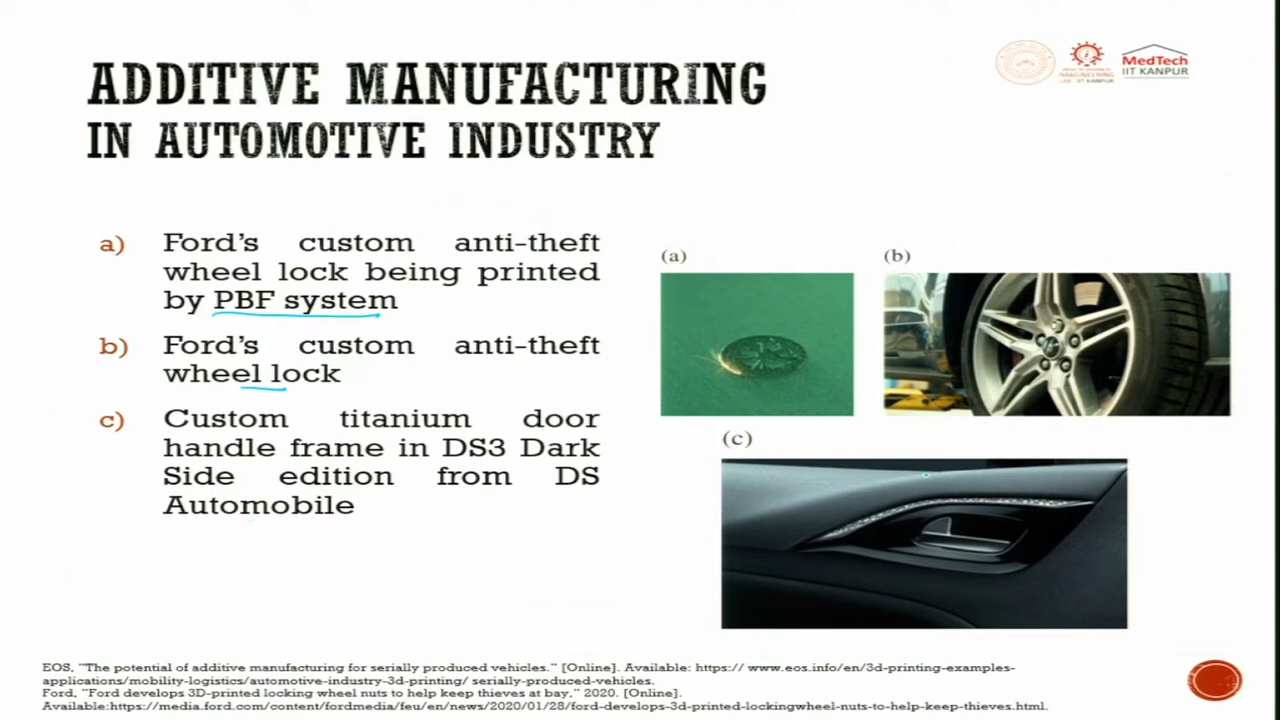 ADDITIVE MANUFACTURING
IN AUTOMOTIVE INDUSTRY
MedTech
IIT KANPUR
IMAGINEERING
LAB - IIT KANPUR
a) Ford's custom anti-theft
wheel lock being printed
by PBF system
b) Ford's custom anti-theft
wheel lock
c) Custom titanium door
handle frame in DS3 Dark
Side edition from DS
Automobile
(a)
(b)
(c)
EOS, "The potential of additive manufacturing for serially produced vehicles." [Online]. Available: https:// www.eos.info/en/3d-printing-examples-
applications/mobility-logistics/automotive-industry-3d-printing/ serially-produced-vehicles.
Ford, "Ford develops 3D-printed locking wheel nuts to help keep thieves at bay," 2020. [Online].
Available:https://media.ford.com/content/fordmedia/feu/en/news/2020/01/28/ford-develops-3d-printed-lockingwheel-nuts-to-help-keep-thieves.html.